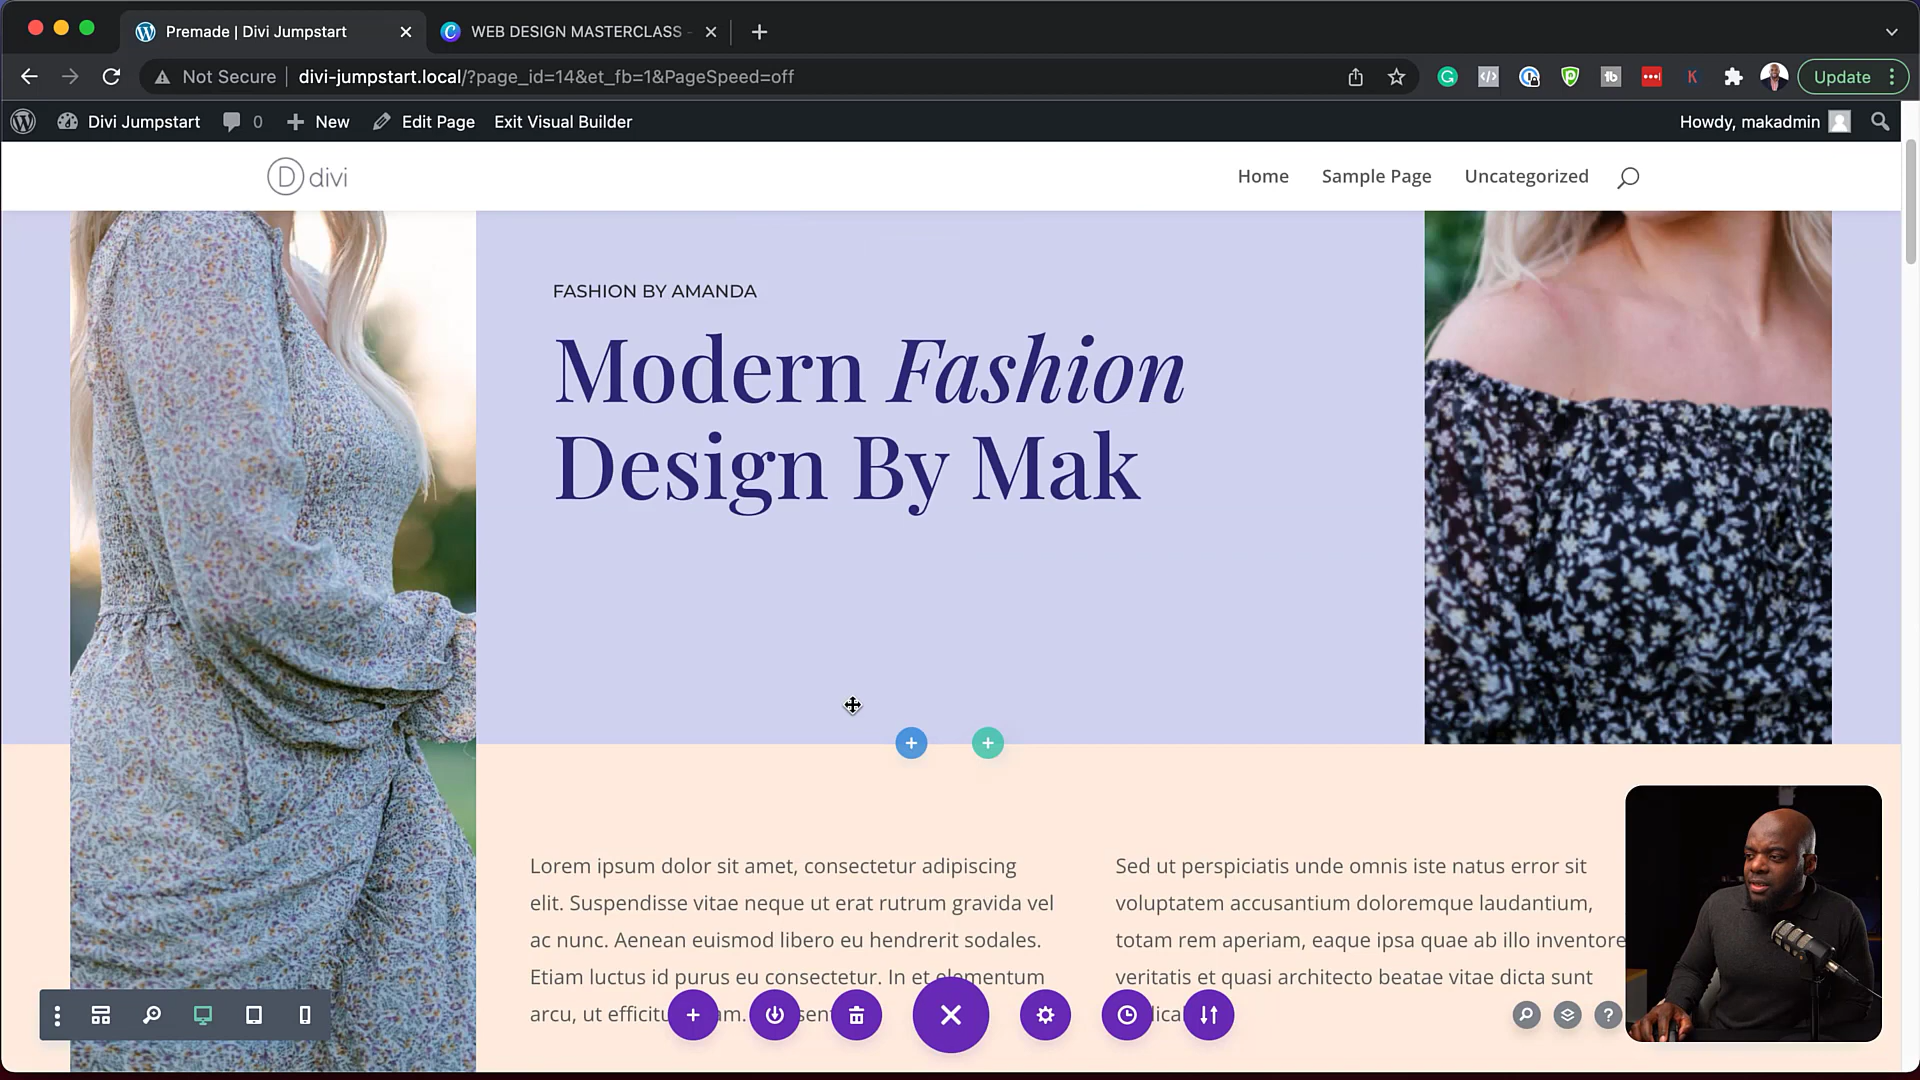 Premade | Divi Jumpstart
WEB DESIGN MASTERCLASS -
Not Secure
divi-jumpstart.local/?page_id=14&et_fb=1&PageSpeed=off
Update
Divi Jumpstart
0
New
Edit Page
Exit Visual Builder
Howdy, makadmin
D divi
Home
Sample Page
Uncategorized
FASHION BY AMANDA
Modern Fashion
Design By Mak
Lorem ipsum dolor sit amet, consectetur adipiscing
elit. Suspendisse vitae neque ut erat rutrum gravida vel
ac nunc. Aenean euismod libero eu hendrerit sodales.
Etiam luctus id purus eu consectetur. In et elementum
arcu, ut
Sed ut perspiciatis unde omnis iste natus error sit
voluptatem accusantium doloremque laudantium,
totam rem aperiam, eaque ipsa quae ab illo inventore
veritatis et quasi architecto beatae vitae dicta sunt